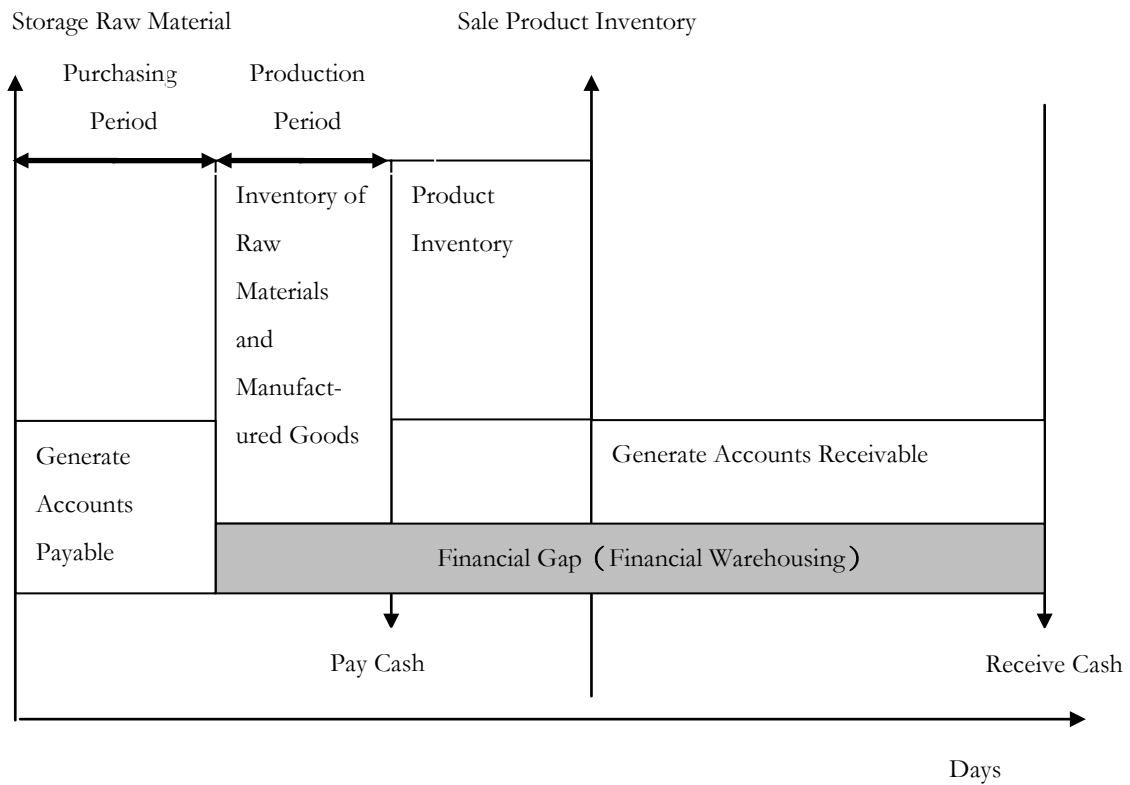 Storage Raw Material
Sale Product Inventory
Purchasing
Period
Production
Period
Inventory of
Raw
Materials
and
Manufact-
ured Goods
Product
Inventory
Generate
Accounts
Payable
Generate Accounts Receivable
Financial Gap（Financial Warehousing）
Pay Cash
Receive Cash
Days